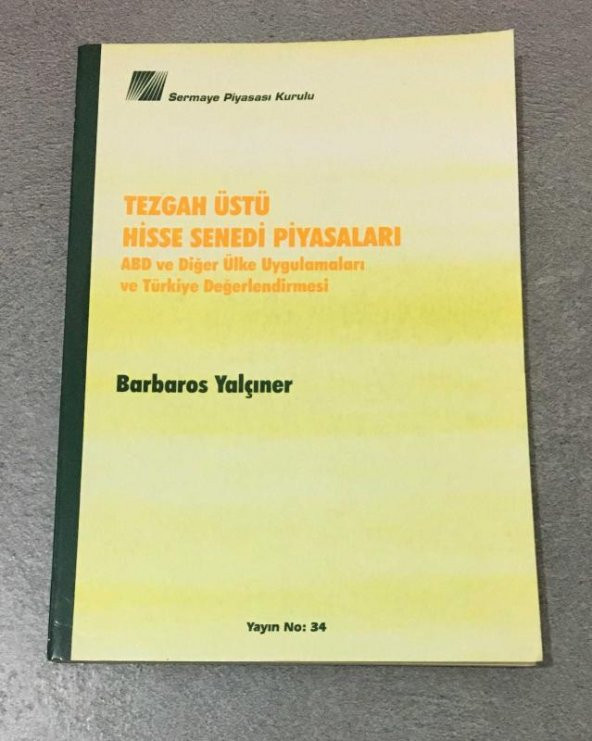 Sermaye Piyasası Kurulu
TEZGAH ÜSTÜ
HİSSE SENEDİ PİYASALARI
ABD ve Diğer Ülke Uygulamaları
ve Türkiye Değerlendirmesi
Barbaros Yalçıner
Yayın No: 34